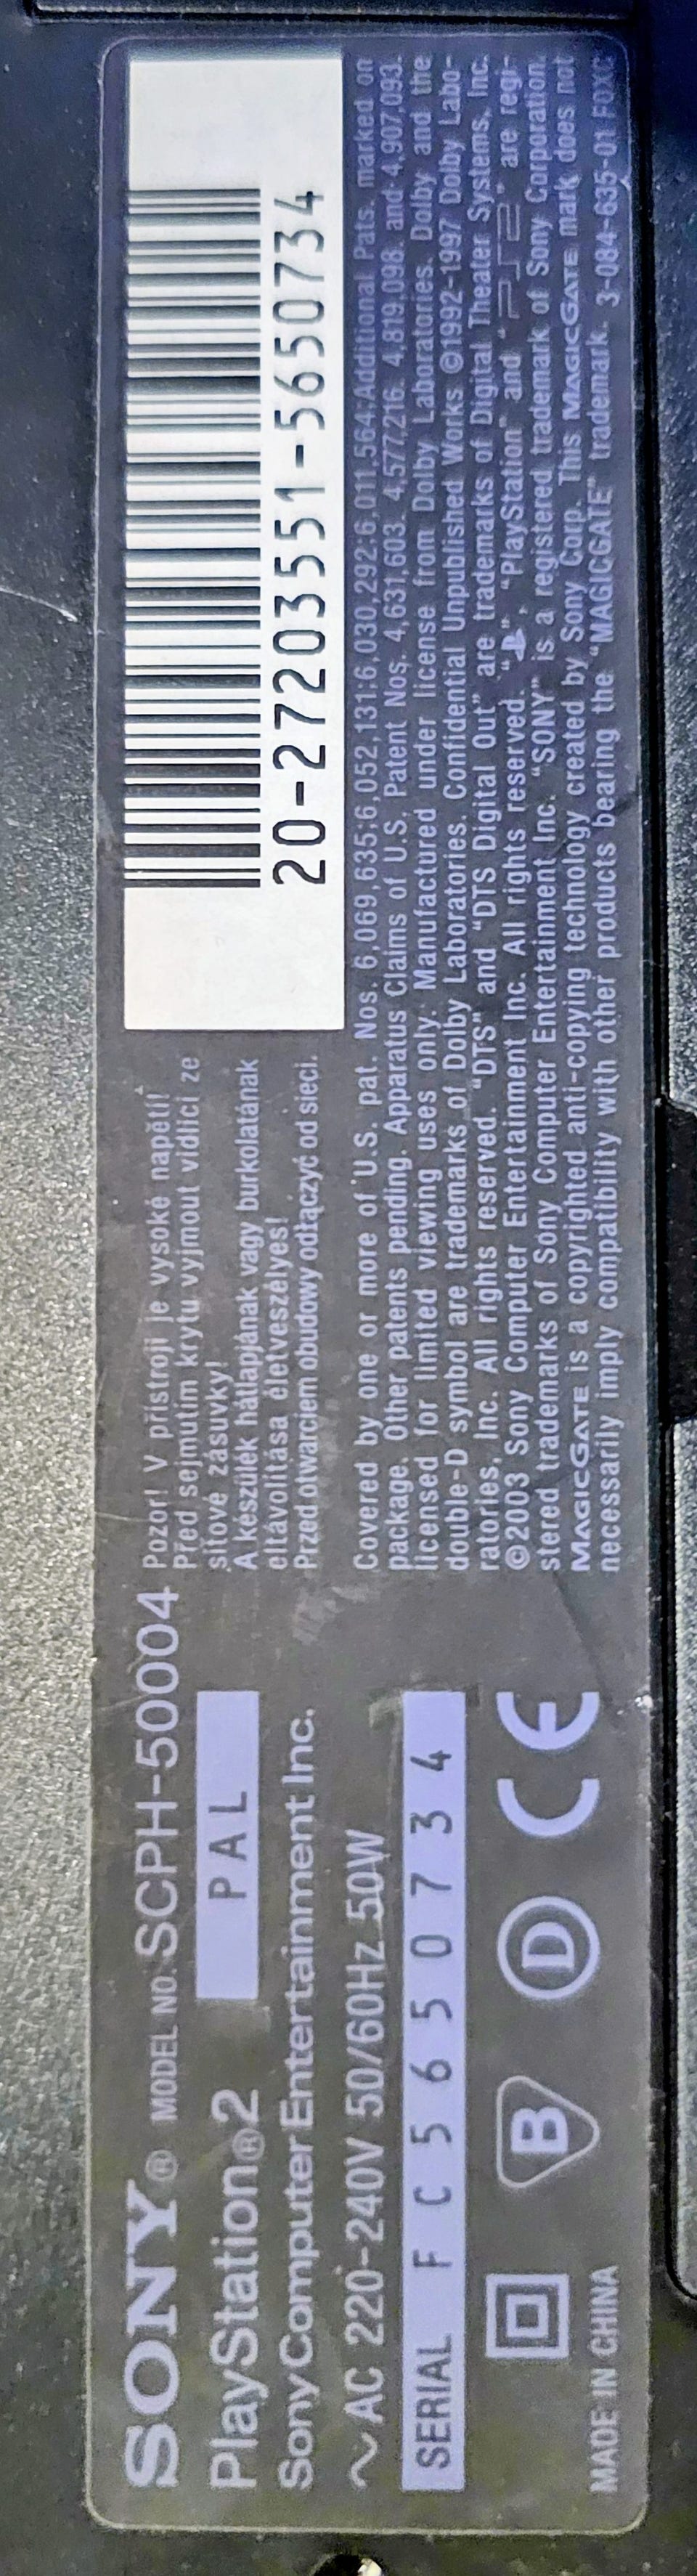 SONY® MODEL NO. SCPH-50004
PlayStation®2 PAL
Sony Computer Entertainment Inc.
~AC 220-240V 50/60Hz 50W
SERIAL F C 5 6 5 0 7 3 4
B D CE
MADE IN CHINA
Pozor! V přístroji je vysoké napětí!
Před sejmutím krytu vyjmout vidlici ze
síťové zásuvky!
A készülék hátlapjának vagy burkolatának
eltávolítása életveszélyes!
Przed otwarciem obudowy odłączyć od sieci.
20-27203551-5650734
Covered by one or more of U.S. pat. Nos. 6,069,635;6,052,131;6,030,292;6,011,564;Additional Pats. marked on
package. Other patents pending. Apparatus Claims of U.S. Patent Nos. 4,631,603, 4,577,216, 4,819,098, and 4,907,093.
licensed for limited viewing uses only. Manufactured under license from Dolby Laboratories. Dolby and the
double-D symbol are trademarks of Dolby Laboratories. Confidential Unpublished Works ©1992-1997 Dolby Labo-
ratories, Inc. All rights reserved. "DTS" and "DTS Digital Out" are trademarks of Digital Theater Systems, Inc.
©2003 Sony Computer Entertainment Inc. All rights reserved. " ", "PlayStation" and "PS2" are regi-
stered trademarks of Sony Computer Entertainment Inc. "SONY" is a registered trademark of Sony Corporation.
MAGICGATE is a copyrighted anti-copying technology created by Sony Corp. This MAGICGATE mark does not
necessarily imply compatibility with other products bearing the "MAGICGATE" trademark. 3-084-635-01 FOXC